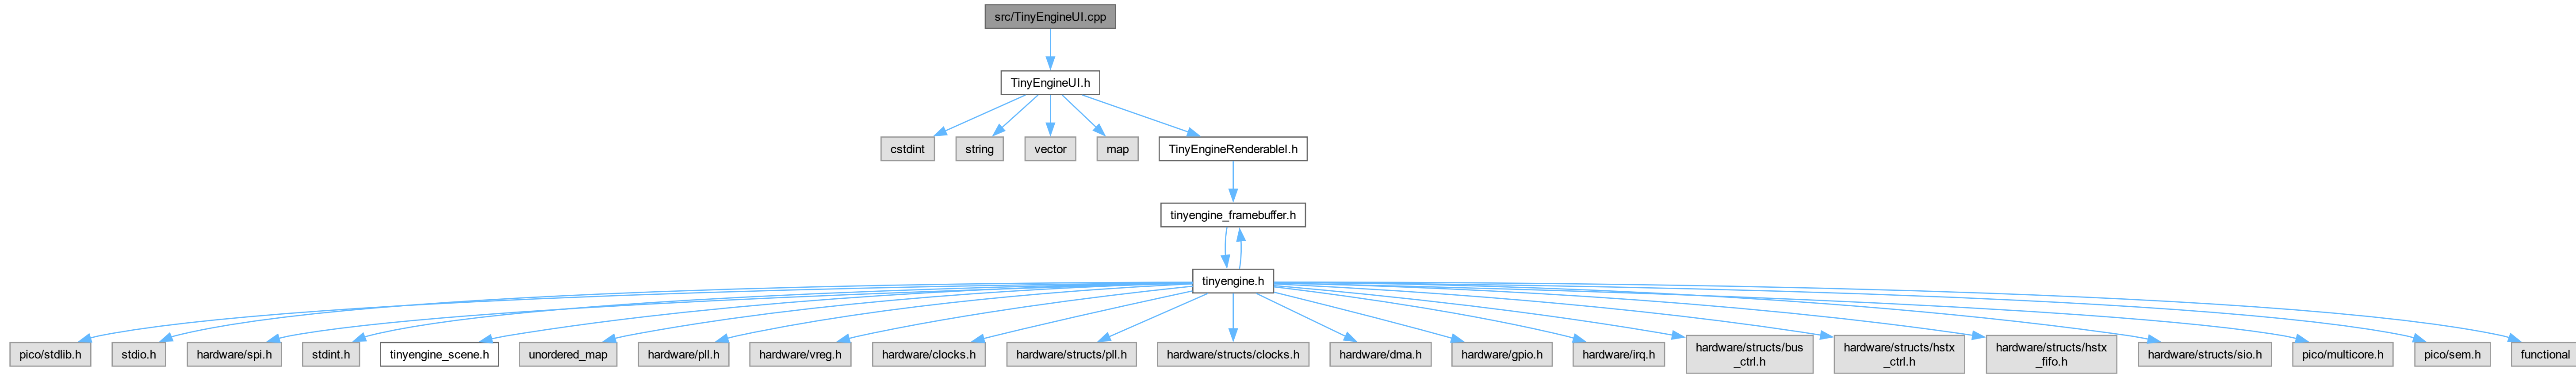 src/TinyEngineUI.cpp
TinyEngineUI.h
cstdint
string
vector
map
TinyEngineRenderableI.h
tinyengine_framebuffer.h
tinyengine.h
pico/stdlib.h
stdio.h
hardware/spi.h
stdint.h
tinyengine_scene.h
unordered_map
hardware/pll.h
hardware/vreg.h
hardware/clocks.h
hardware/structs/pll.h
hardware/structs/clocks.h
hardware/dma.h
hardware/gpio.h
hardware/irq.h
hardware/structs/bus
_ctrl.h
hardware/structs/hstx
_ctrl.h
hardware/structs/hstx
_fifo.h
hardware/structs/sio.h
pico/multicore.h
pico/sem.h
functional